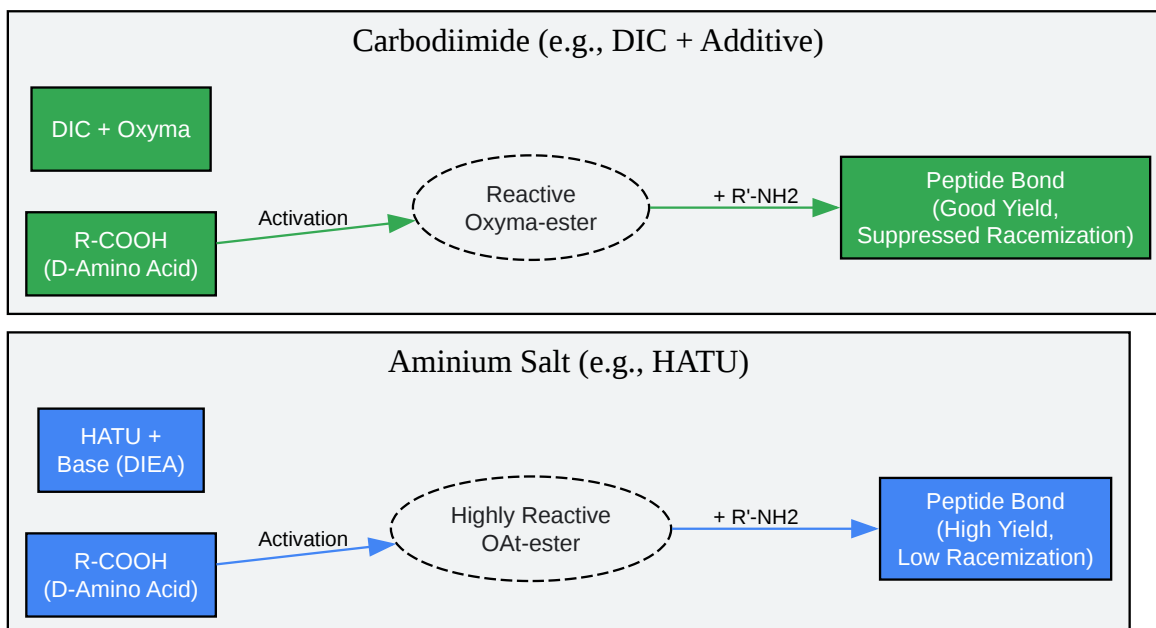 Carbodiimide (e.g., DIC + Additive)
DIC + Oxyma
R-COOH
(D-Amino Acid)
Activation
Reactive
Oxyma-ester
+ R'-NH2
Peptide Bond
(Good Yield,
Suppressed Racemization)
Aminium Salt (e.g., HATU)
HATU +
Base (DIEA)
R-COOH
(D-Amino Acid)
Activation
Highly Reactive
OAt-ester
+ R'-NH2
Peptide Bond
(High Yield,
Low Racemization)